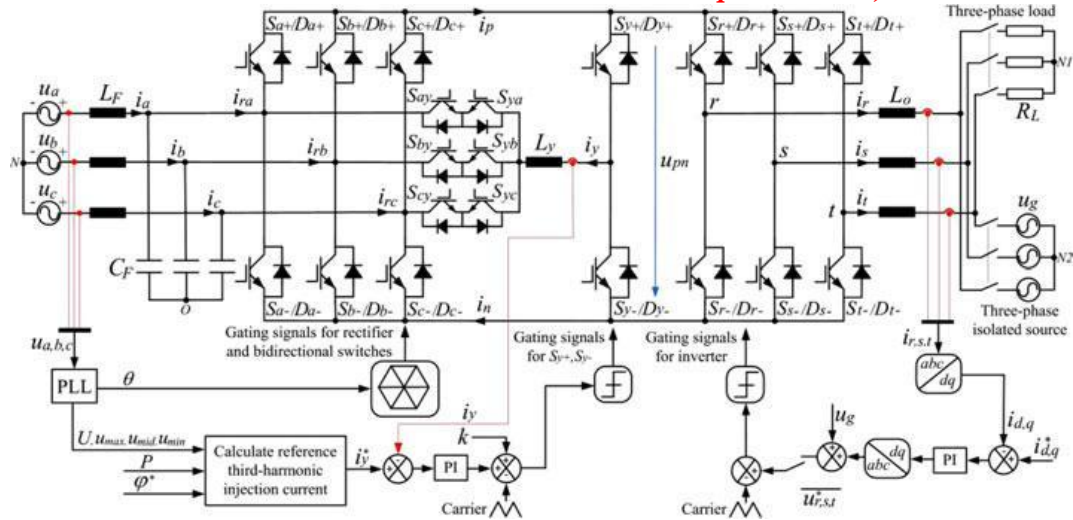 Sa+/Da+ Sb+/Db+ Sc+/Dc+ ip Sy+/Dy+ Sr+/Dr+ Ss+/Ds+ St+/Dt+
Three-phase load
N1
RL
ua LF ia ira Say Sya
r ir Lo
ub ib irb Sby Syb Ly iy upn
N
s is
uc ic irc Scy Syc
t it ug
N2
CF
o
in
Sa-/Da- Sb-/Db- Sc-/Dc- Sy-/Dy- Sr-/Dr- Ss-/Ds- St-/Dt-
Three-phase
isolated source
Gating signals for rectifier
and bidirectional switches
Gating signals
for Sy+,Sy-
Gating signals
for inverter
ua,b,c
ir,s,t
PLL θ
abc
dq
iy
id,q
U,umax,umid,umin
k
ug
P
φ*
Calculate reference
third-harmonic
injection current
iy*
PI
dq
abc
PI
i*d,q
u*r,s,t
Carrier
Carrier